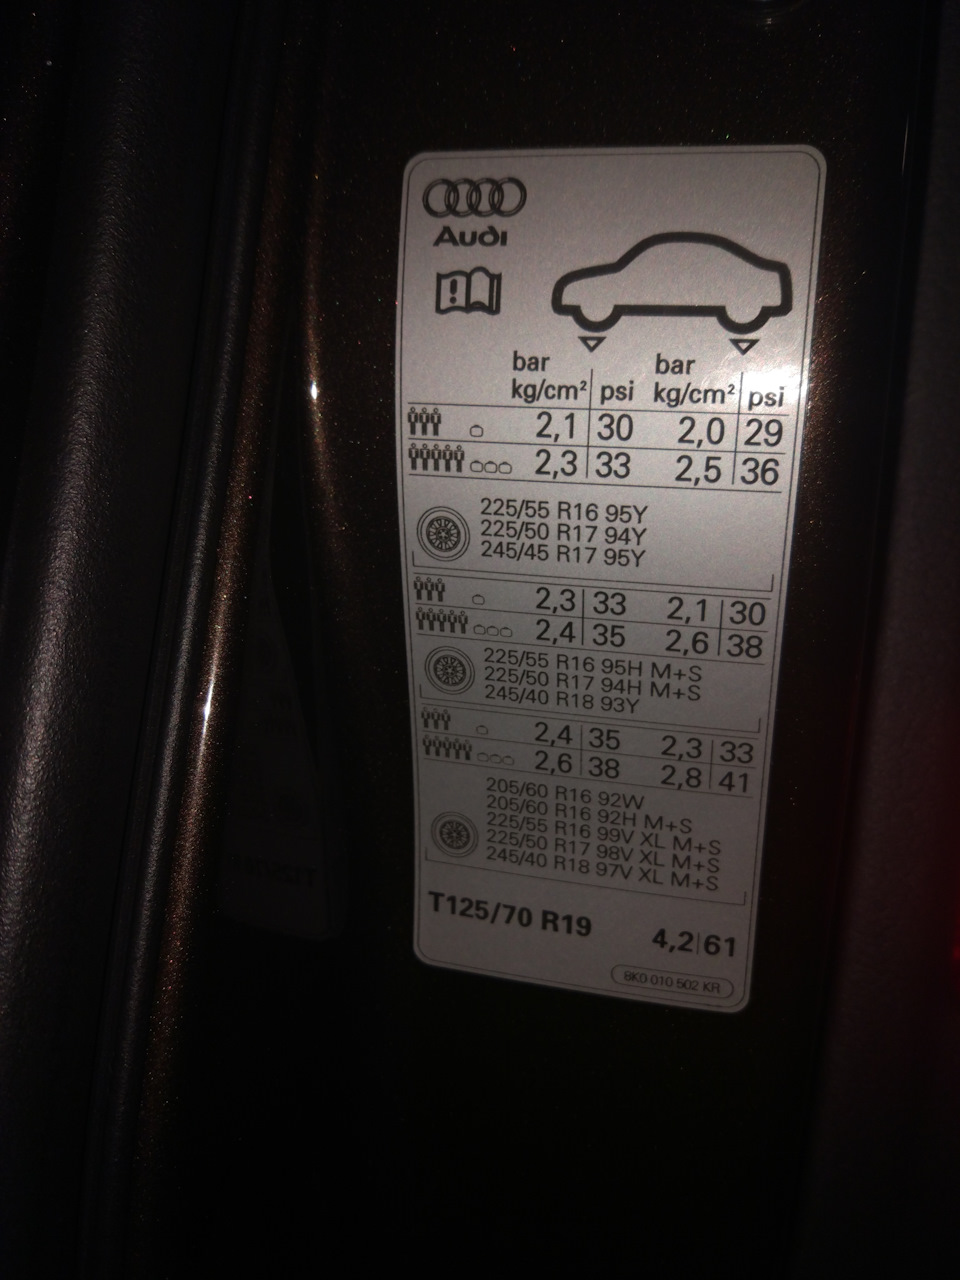 Audi
bar bar
kg/cm² psi kg/cm² psi
2,1 30 2,0 29
2,3 33 2,5 36
225/55 R16 95Y
225/50 R17 94Y
245/45 R17 95Y
2,3 33 2,1 30
2,4 35 2,6 38
225/55 R16 95H M+S
225/50 R17 94H M+S
245/40 R18 93Y
2,4 35 2,3 33
2,6 38 2,8 41
205/60 R16 92W
205/60 R16 92H M+S
225/55 R16 99V XL M+S
225/50 R17 98V XL M+S
245/40 R18 97V XL M+S
T125/70 R19 4,2 61
8K0 010 502 KR